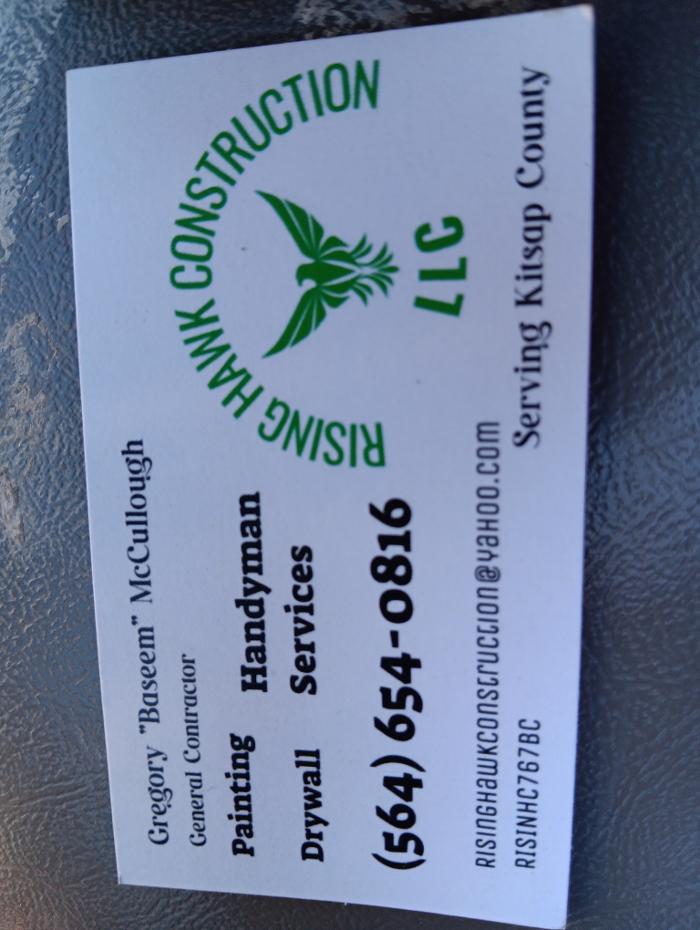 Gregory "Baseem" McCullough
General Contractor
Painting Handyman
Drywall Services
(564) 654-0816
RISINGHAWKCONSTRUCTION@YAHOO.COM
RISINHC767BC
RISING HAWK CONSTRUCTION
LLC
Serving Kitsap County